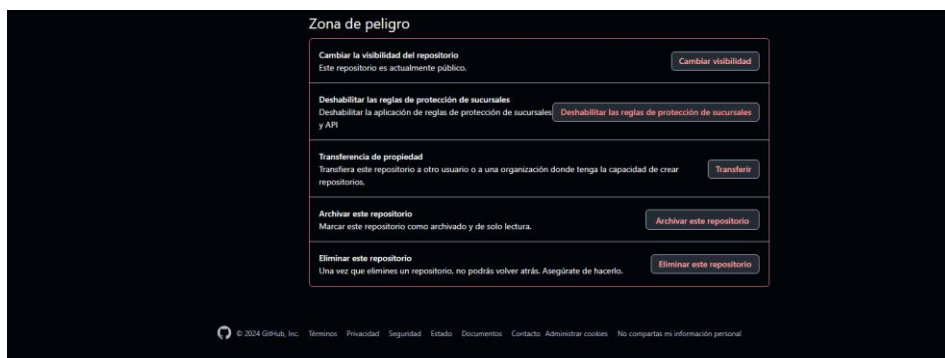 Zona de peligro
Cambiar la visibilidad del repositorio
Este repositorio es actualmente público.
Cambiar visibilidad
Deshabilitar las reglas de protección de sucursales
Deshabilitar la aplicación de reglas de protección de sucursales
y API
Deshabilitar las reglas de protección de sucursales
Transferencia de propiedad
Transfiera este repositorio a otro usuario o a una organización donde tenga la capacidad de crear
repositorios.
Transferir
Archivar este repositorio
Marcar este repositorio como archivado y de solo lectura.
Archivar este repositorio
Eliminar este repositorio
Una vez que elimines un repositorio, no podrás volver atrás. Asegúrate de hacerlo.
Eliminar este repositorio
© 2024 GitHub, Inc. Términos Privacidad Seguridad Estado Documentos Contacto Administrar cookies No compartas mi información personal